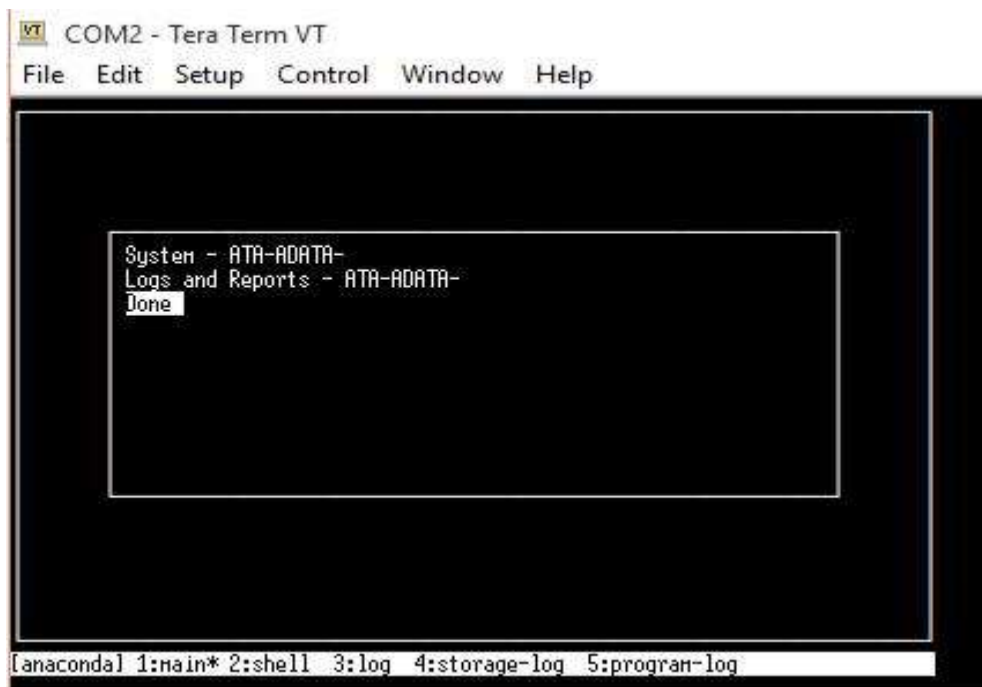 VT COM2 - Tera Term VT
File Edit Setup Control Window Help
System - ATA-ADATA-
Logs and Reports - ATA-ADATA-
Done
[anaconda] 1:main* 2:shell 3:log 4:storage-log 5:program-log